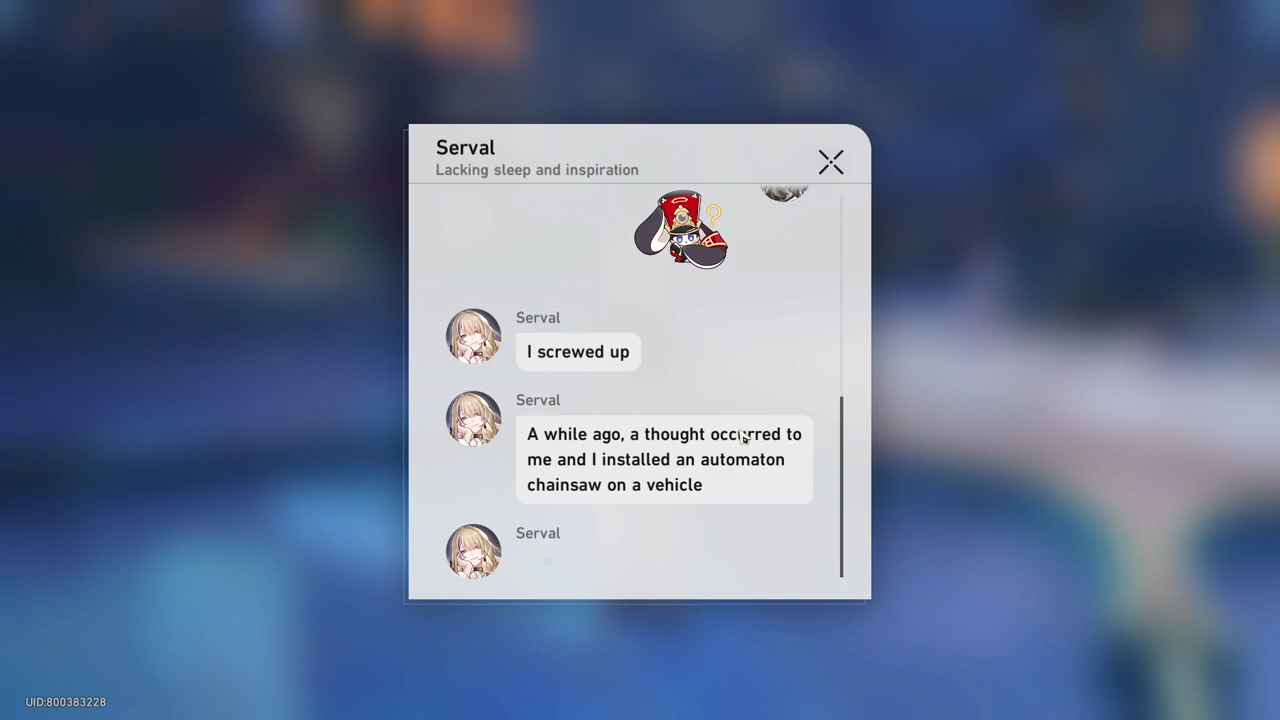 Serval
Lacking sleep and inspiration
Serval
I screwed up
Serval
A while ago, a thought occurred to
me and I installed an automaton
chainsaw on a vehicle
Serval
UID:800383228